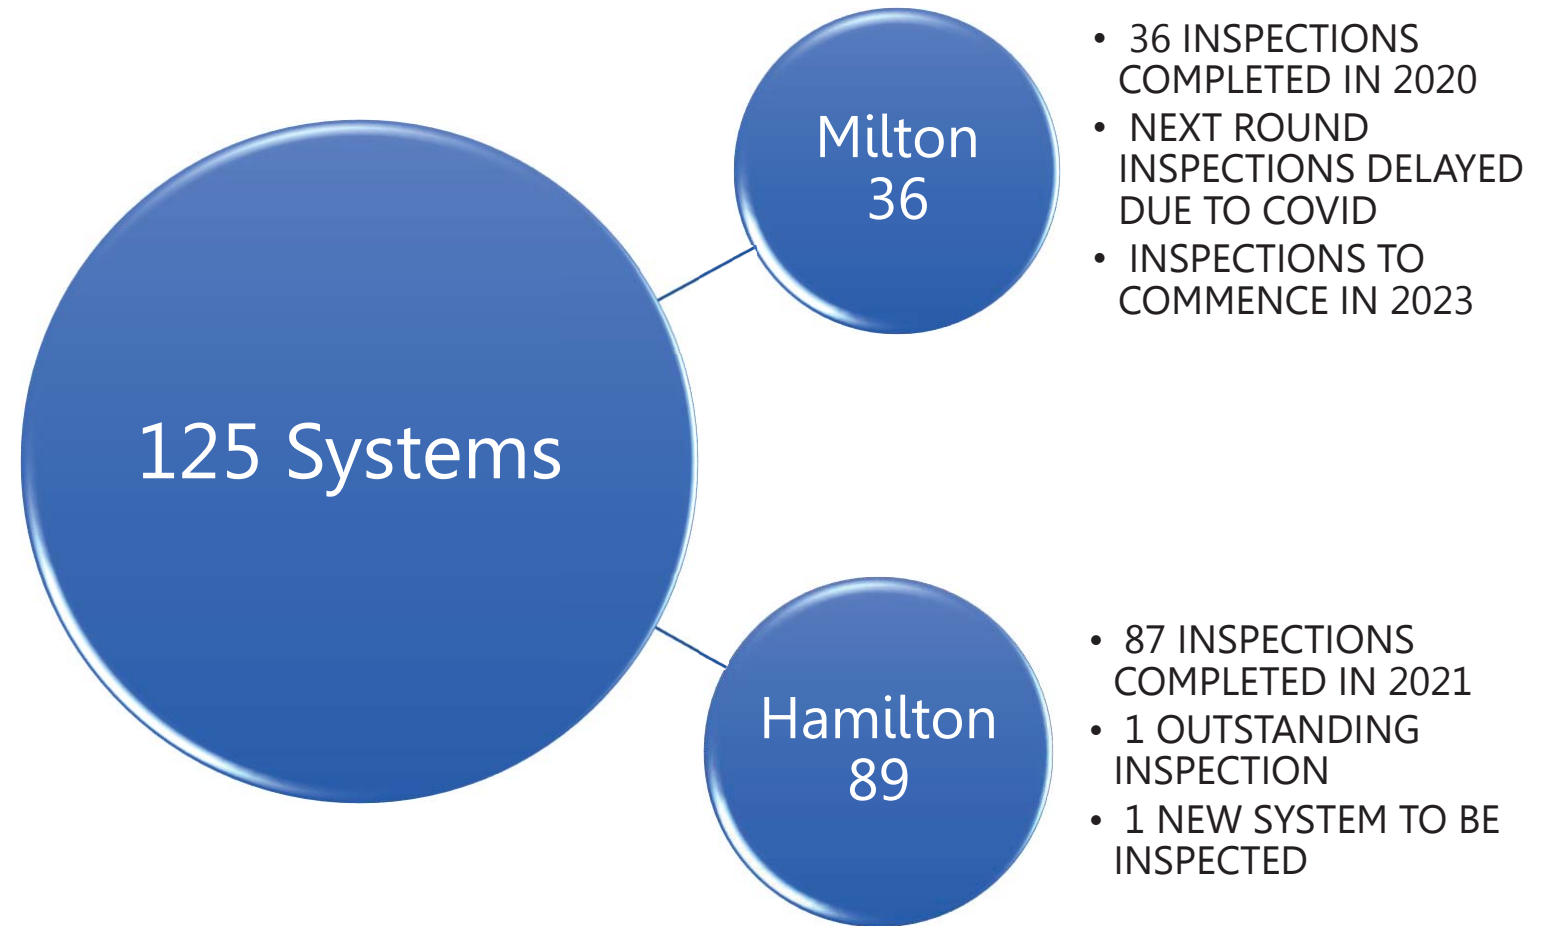 125 Systems
Milton
36
• 36 INSPECTIONS
COMPLETED IN 2020
• NEXT ROUND
INSPECTIONS DELAYED
DUE TO COVID
• INSPECTIONS TO
COMMENCE IN 2023
Hamilton
89
• 87 INSPECTIONS
COMPLETED IN 2021
• 1 OUTSTANDING
INSPECTION
• 1 NEW SYSTEM TO BE
INSPECTED